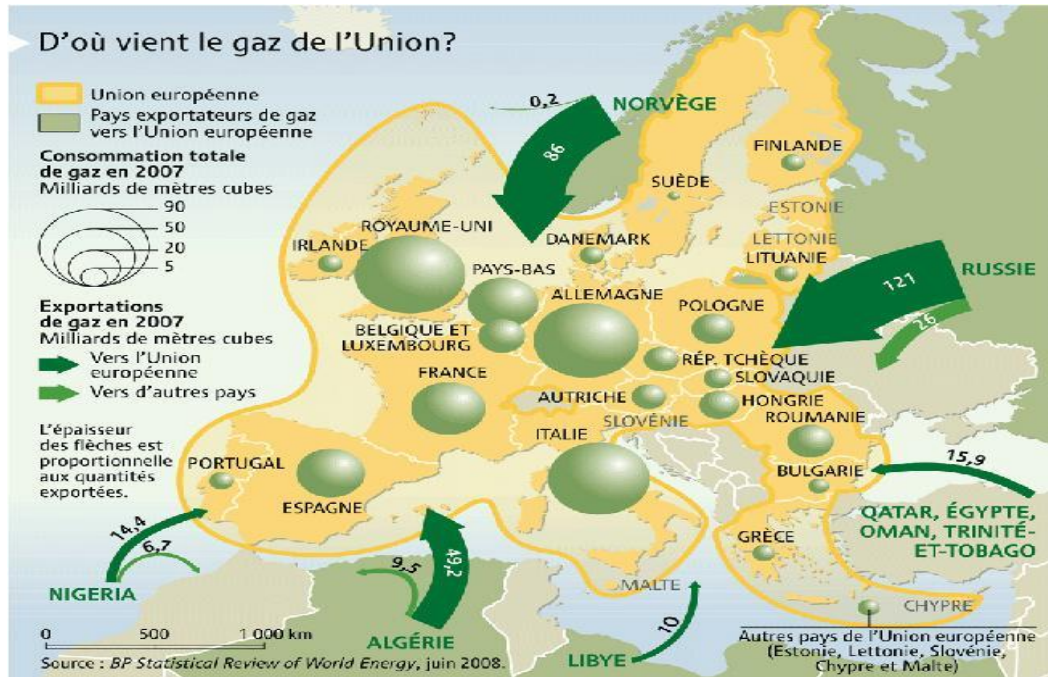 D'où vient le gaz de l'Union?
Union européenne
Pays exportateurs de gaz
vers l'Union européenne
Consommation totale
de gaz en 2007
Milliards de mètres cubes
90
50
20
5
Exportations
de gaz en 2007
Milliards de mètres cubes
Vers l'Union
européenne
Vers d'autres pays
L'épaisseur
des flèches est
proportionnelle
aux quantités
exportées.
0,2
NORVÈGE
86
FINLANDE
SUÈDE
ESTONIE
LETTONIE
LITUANIE
ROYAUME-UNI
IRLANDE
DANEMARK
PAYS-BAS
ALLEMAGNE
POLOGNE
RUSSIE
121
26
BELGIQUE ET
LUXEMBOURG
RÉP. TCHÈQUE
SLOVAQUIE
FRANCE
AUTRICHE
HONGRIE
SLOVÉNIE
ROUMANIE
ITALIE
PORTUGAL
ESPAGNE
BULGARIE
15,9
QATAR, ÉGYPTE,
OMAN, TRINITÉ-
ET-TOBAGO
GRÈCE
14,4
6,7
NIGERIA
9,5
49,2
ALGÉRIE
MALTE
10
LIBYE
CHYPRE
Autres pays de l'Union européenne
(Estonie, Lettonie, Slovénie,
Chypre et Malte)
0 500 1 000 km
Source : BP Statistical Review of World Energy, juin 2008.